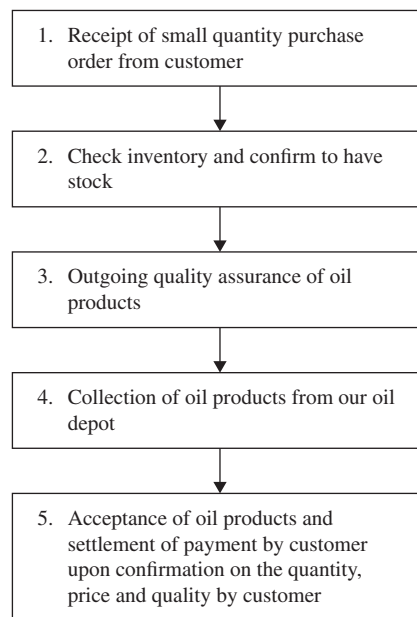 1. Receipt of small quantity purchase
order from customer
2. Check inventory and confirm to have
stock
3. Outgoing quality assurance of oil
products
4. Collection of oil products from our oil
depot
5. Acceptance of oil products and
settlement of payment by customer
upon confirmation on the quantity,
price and quality by customer